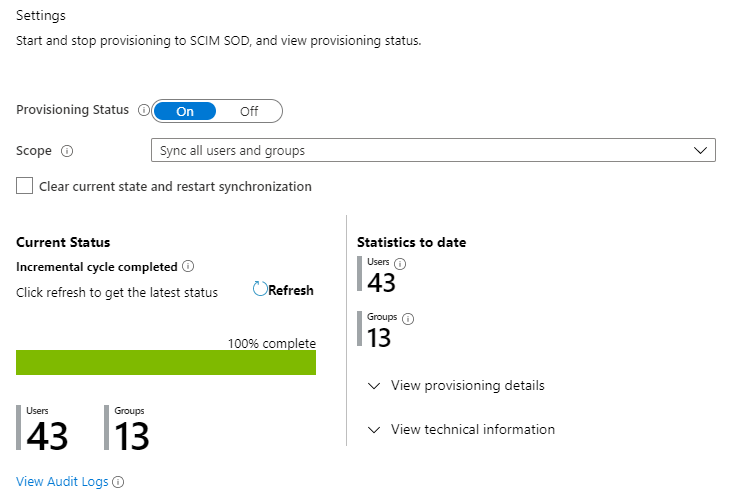 Settings
Start and stop provisioning to SCIM SOD, and view provisioning status.
Provisioning Status On Off
Scope Sync all users and groups
Clear current state and restart synchronization
Current Status
Incremental cycle completed
Click refresh to get the latest status Refresh
100% complete
Users Groups
43 13
View Audit Logs
Statistics to date
Users
43
Groups
13
View provisioning details
View technical information